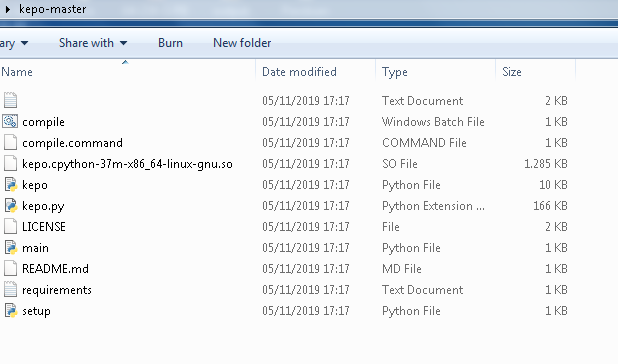 kepo-master
ary Share with Burn New folder
Name Date modified Type Size
05/11/2019 17:17 Text Document 2 KB
compile 05/11/2019 17:17 Windows Batch File 1 KB
compile.command 05/11/2019 17:17 COMMAND File 1 KB
kepo.cpython-37m-x86_64-linux-gnu.so 05/11/2019 17:17 SO File 1.285 KB
kepo 05/11/2019 17:17 Python File 10 KB
kepo.py 05/11/2019 17:17 Python Extension ... 166 KB
LICENSE 05/11/2019 17:17 File 2 KB
main 05/11/2019 17:17 Python File 1 KB
README.md 05/11/2019 17:17 MD File 1 KB
requirements 05/11/2019 17:17 Text Document 1 KB
setup 05/11/2019 17:17 Python File 1 KB